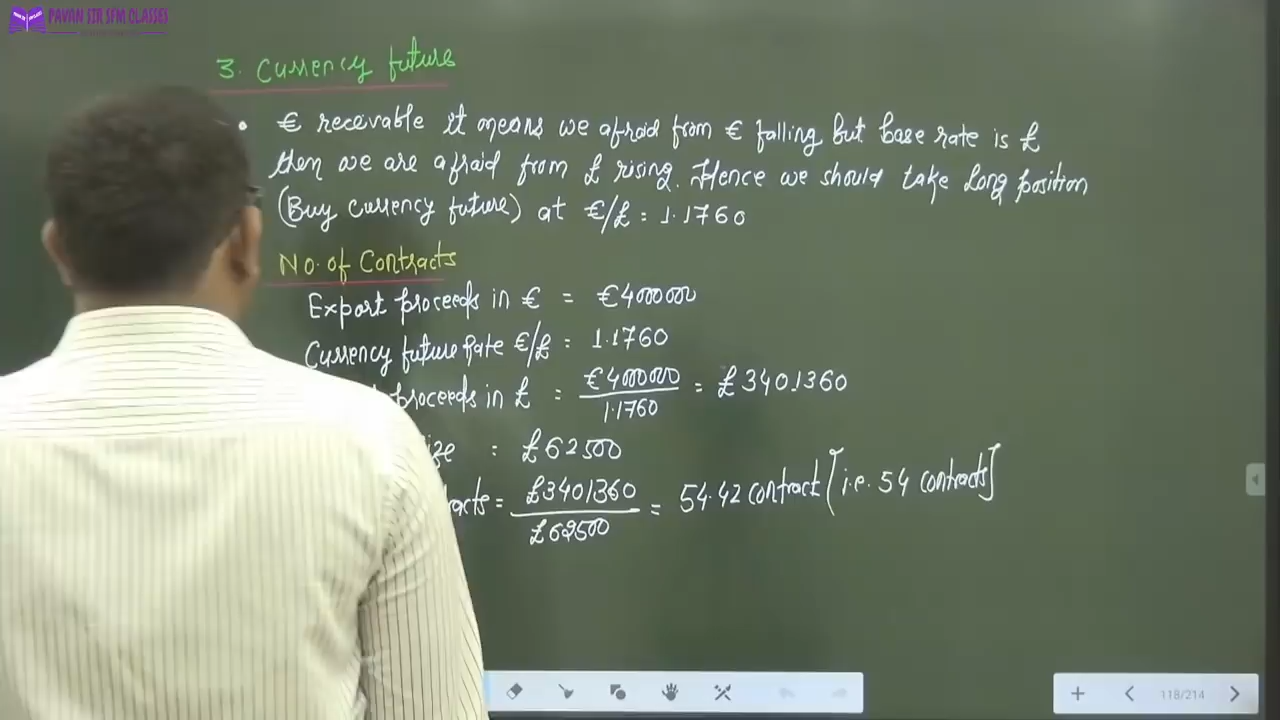 PAVAN SIR SFM CLASSES
3. Currency future
• € recevable it means we afraid from € falling but base rate is £
then we are afraid from £ rising. Hence we should take Long position
(Buy currency future) at €/£ = 1.1760
No. of Contracts
Export proceeds in € = €4000000
Currency future Rate €/£ = 1.1760
proceeds in £ = €4000000 / 1.1760 = £3401360
ize : £62500
racts = £3401360 / £62500 = 54.42 contract [i.e. 54 contracts]
118/214